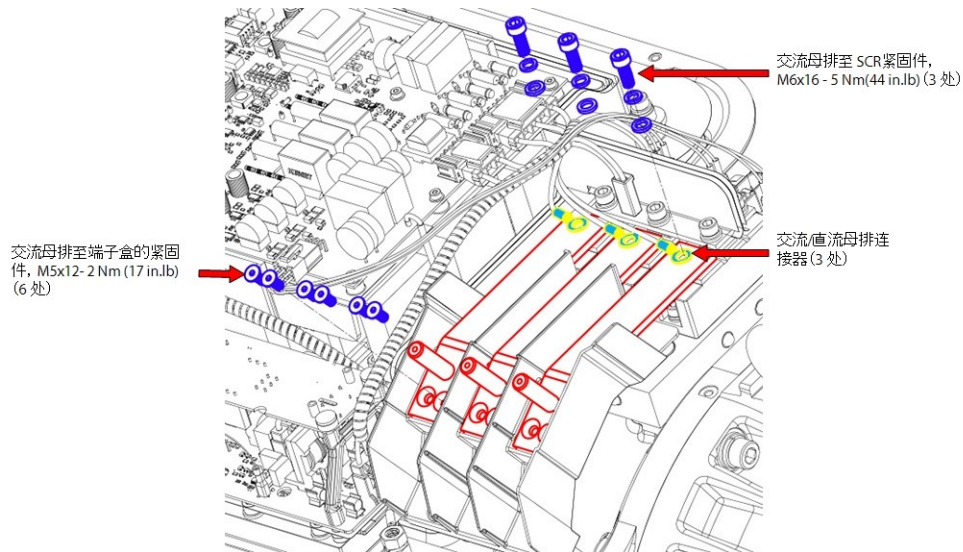 交流母排至 SCR紧固件，
M6x16 - 5 Nm(44 in.lb) (3 处)
交流母排至端子盒的紧固
件，M5x12- 2 Nm (17 in.lb)
(6 处)
交流/直流母排连
接器(3 处)